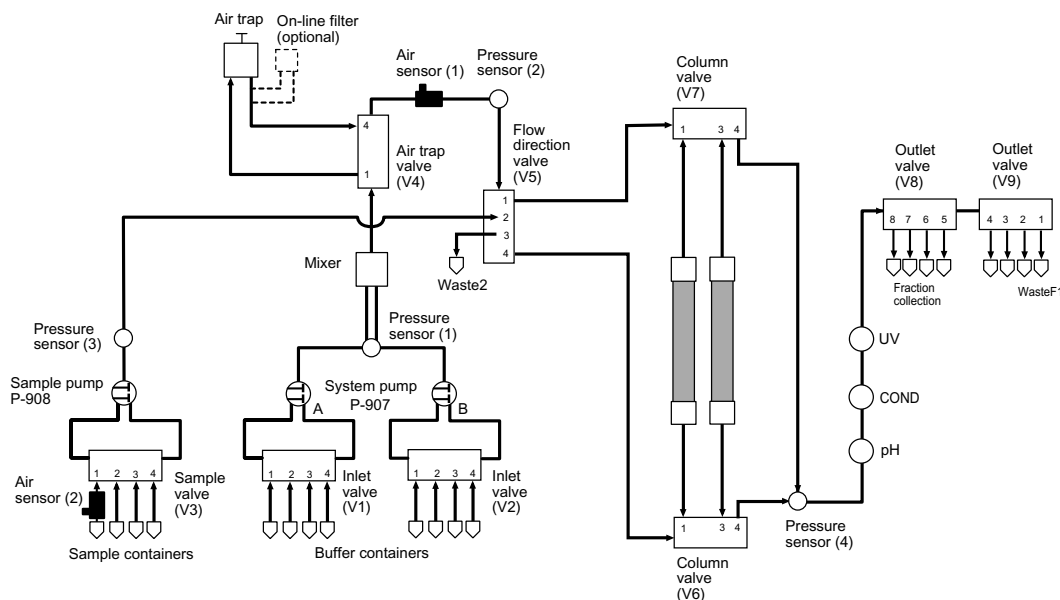 Air trap
On-line filter
(optional)
Air
sensor (1)
Pressure
sensor (2)
Column
valve
(V7)
1 3 4
4
1
Air trap
valve
(V4)
Flow
direction
valve
(V5)
1
2
3
4
Outlet
valve
(V8)
8 7 6 5
Outlet
valve
(V9)
4 3 2 1
Fraction
collection
WasteF1
Mixer
Waste2
Pressure
sensor (1)
Pressure
sensor (3)
UV
COND
pH
Sample pump
P-908
System pump
P-907
A
B
1 2 3 4
Sample
valve
(V3)
Air
sensor (2)
1 2 3 4
Inlet
valve
(V1)
1 2 3 4
Inlet
valve
(V2)
Sample containers
Buffer containers
1 3 4
Column
valve
(V6)
Pressure
sensor (4)